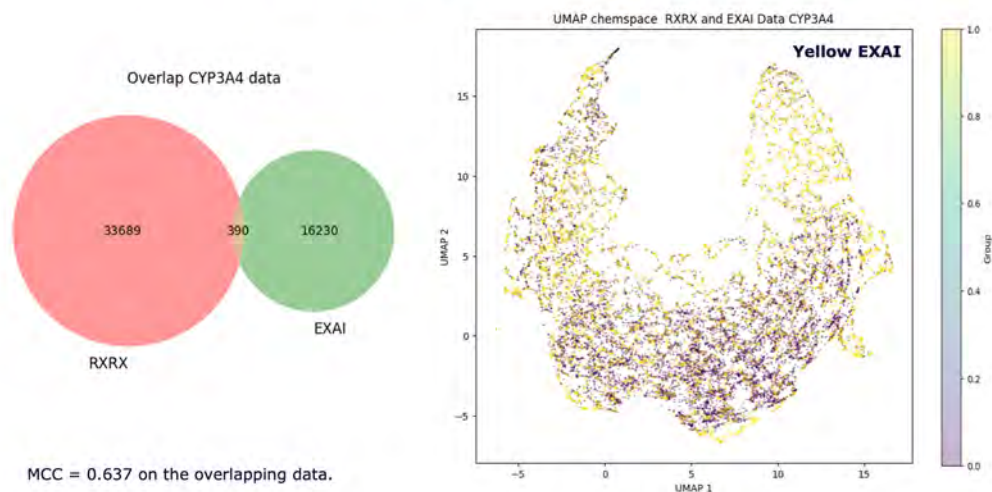 Overlap CYP3A4 data
33689
390
16230
EXAI
RXRX
MCC = 0.637 on the overlapping data.
UMAP chemspace RXRX and EXAI Data CYP3A4
Yellow EXAI
UMAP 2
15
10
5
0
−5
−5
0
5
10
15
UMAP 1
1.0
0.8
0.6
0.4
0.2
0.0
Group